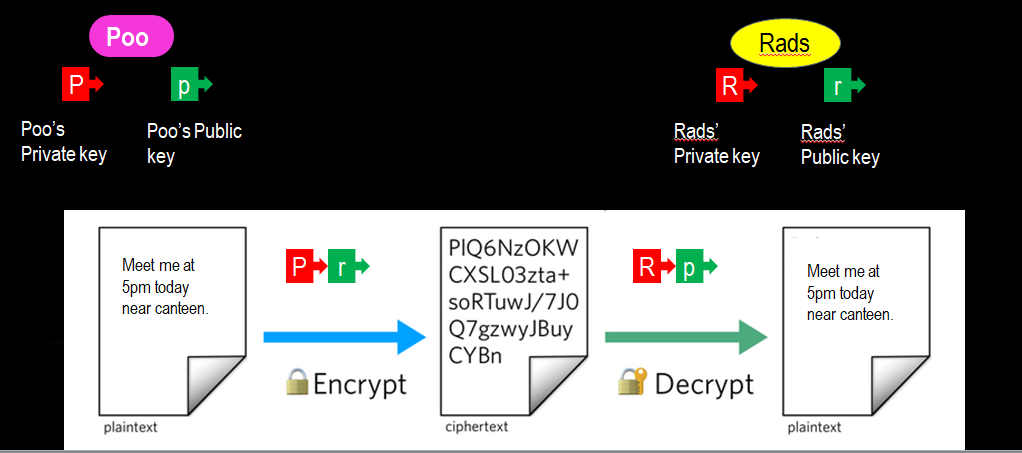 Poo
Rads
P
p
R
r
Poo's
Private key
Poo's Public
key
Rads'
Private key
Rads'
Public key
Meet me at
5pm today
near canteen.
plaintext
P
r
Encrypt
PlQ6NzOKW
CXSL03zta+
soRTuwJ/7J0
Q7gzwyJBuy
CYBn
ciphertext
R
p
Decrypt
Meet me at
5pm today
near canteen.
plaintext